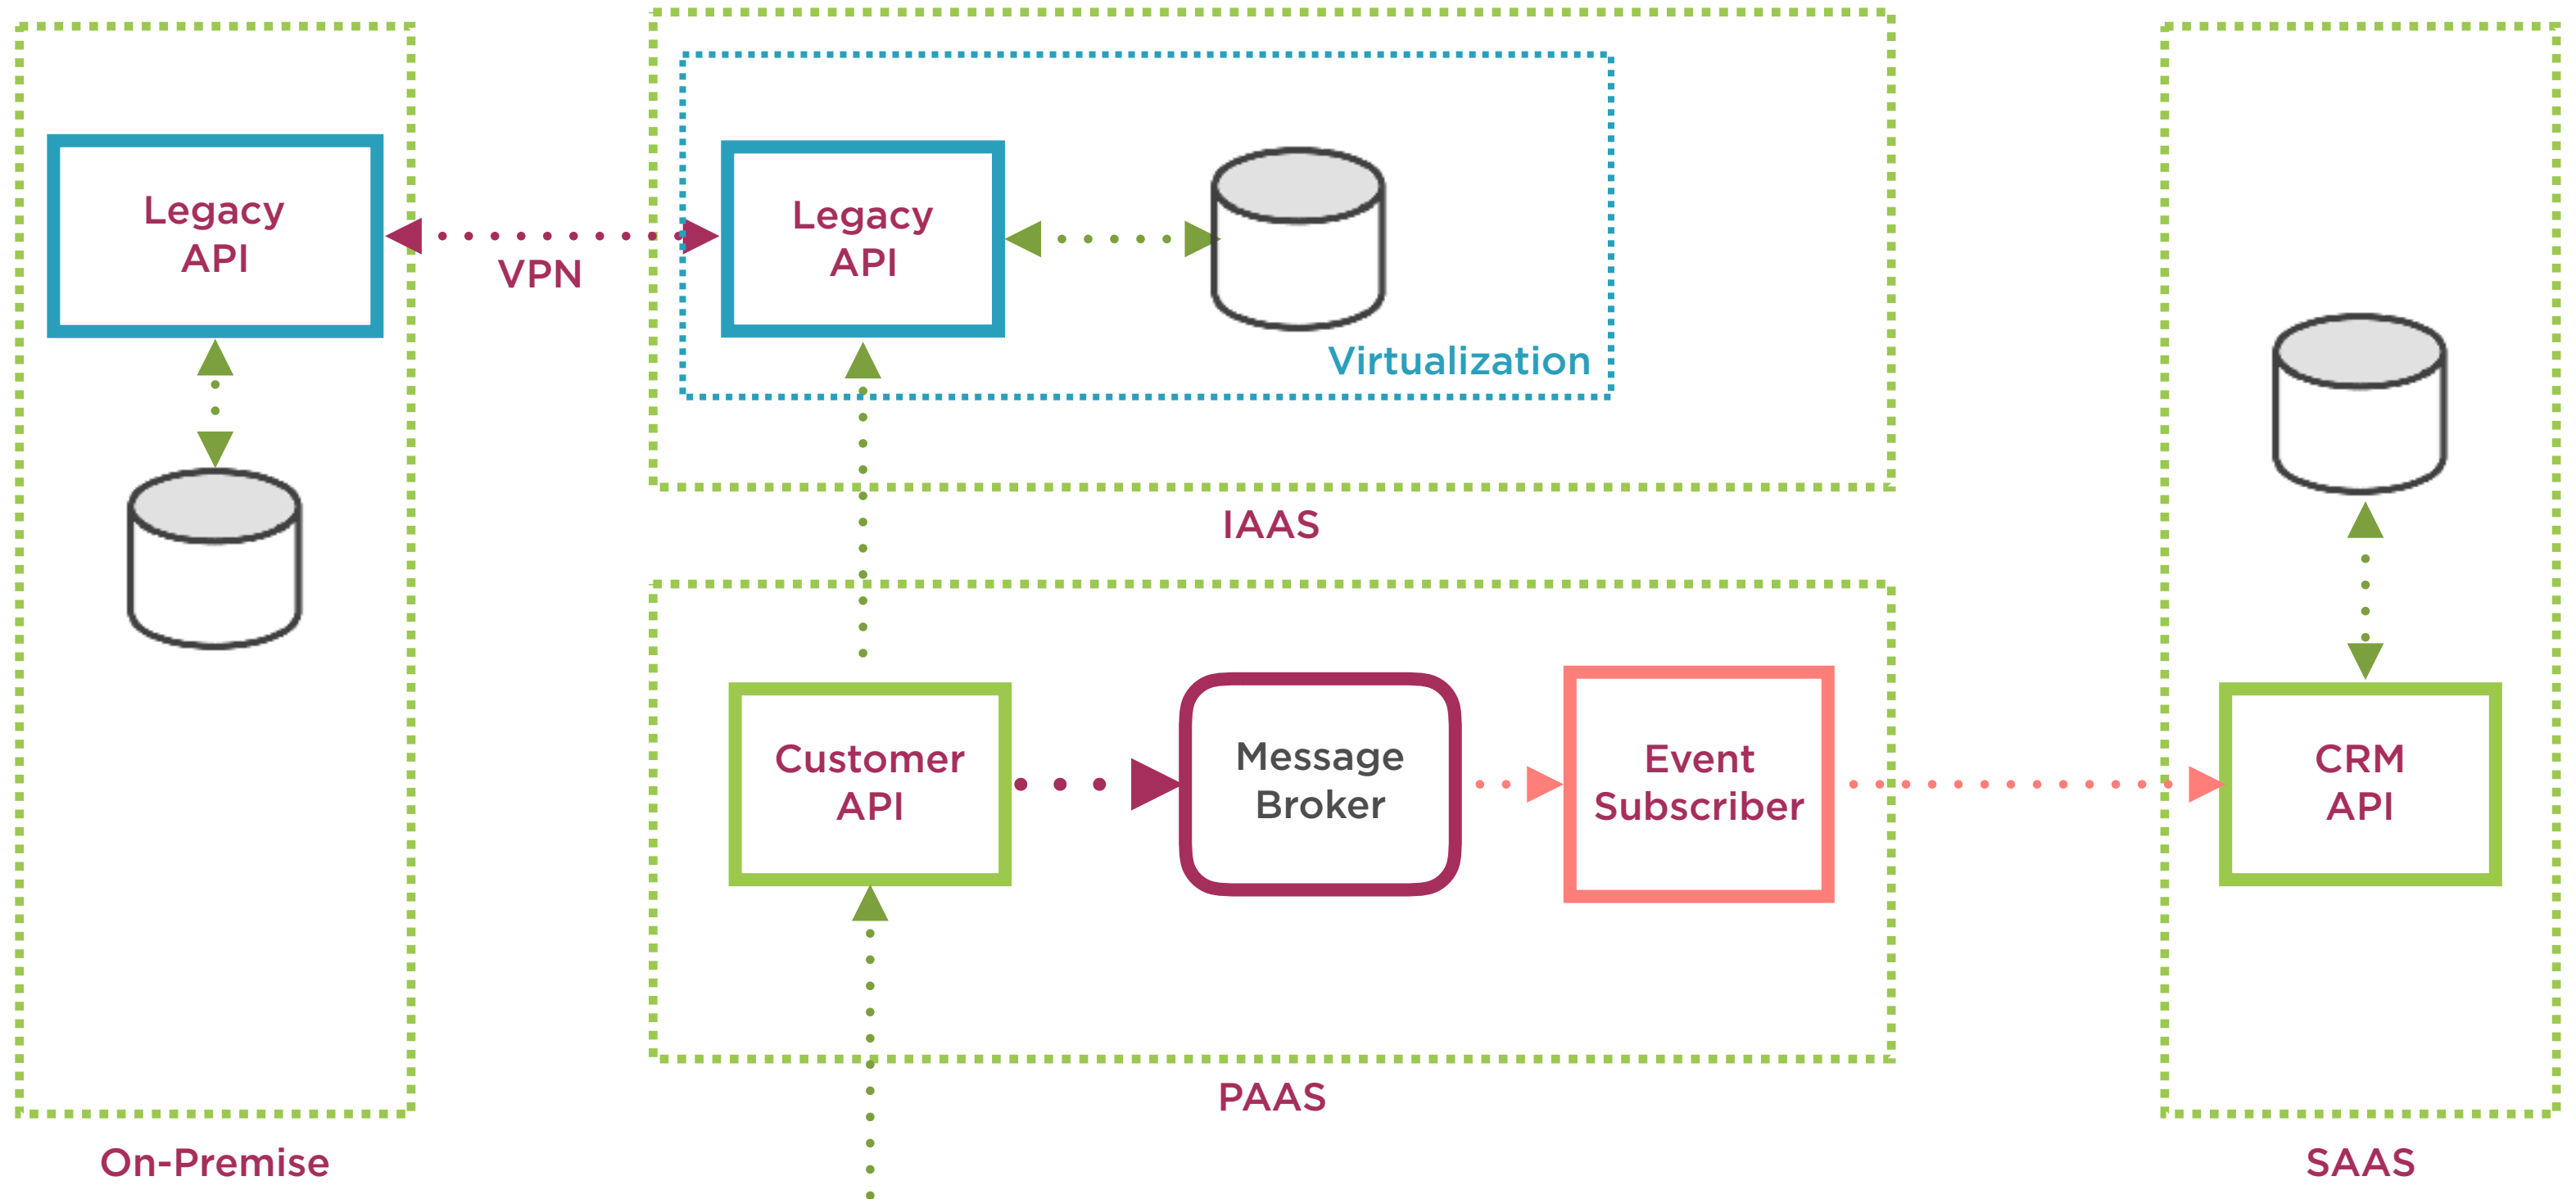 Legacy
API
VPN
Legacy
API
Virtualization
IAAS
Customer
API
Message
Broker
Event
Subscriber
CRM
API
PAAS
On-Premise
SAAS